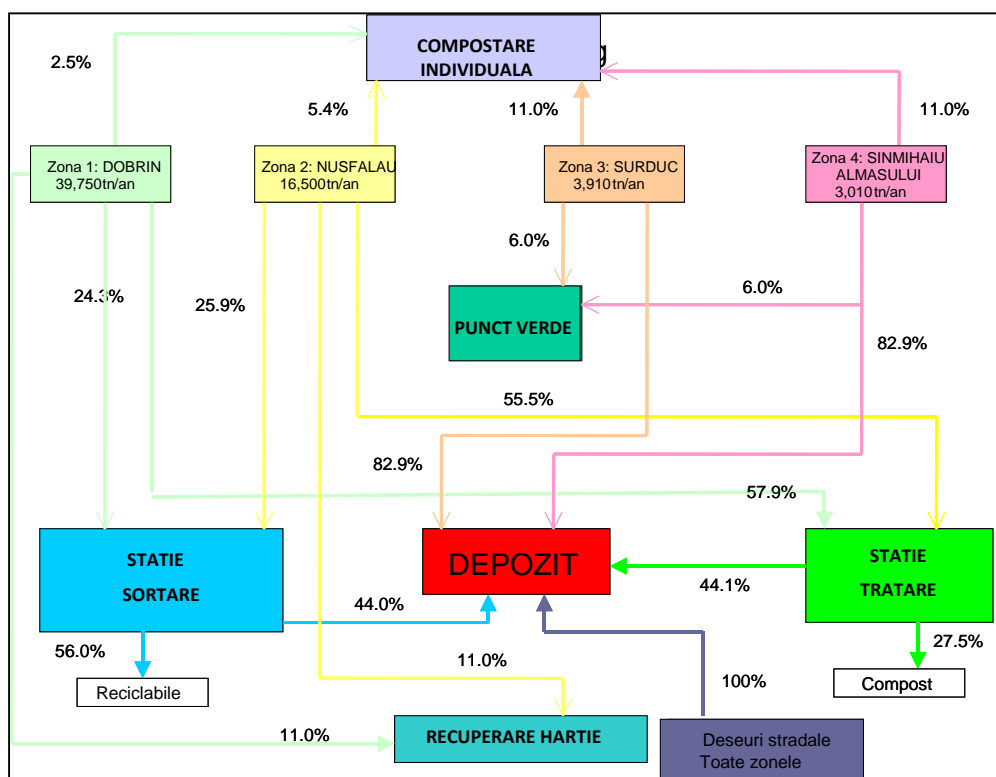 COMPOSTARE
INDIVIDUALA
g
2.5%
5.4%
11.0%
11.0%
Zona 1: DOBRIN
39,750tn/an
Zona 2: NUSFALAU
16,500tn/an
Zona 3: SURDUC
3,910tn/an
Zona 4: SINMIHAIU
ALMASULUI
3,010tn/an
6.0%
24.3%
25.9%
6.0%
PUNCT VERDE
82.9%
55.5%
82.9%
57.9%
STATIE
SORTARE
DEPOZIT
STATIE
TRATARE
44.0%
44.1%
56.0%
27.5%
Reciclabile
11.0%
100%
Compost
11.0%
RECUPERARE HARTIE
Deseuri stradale
Toate zonele